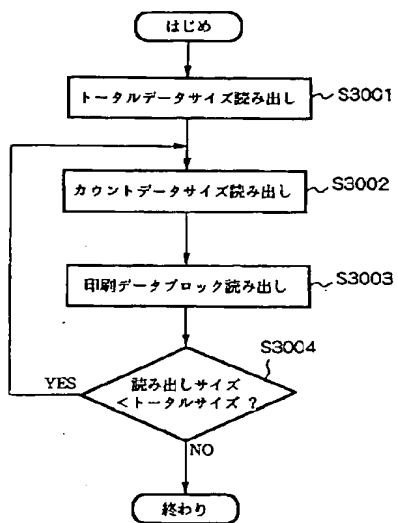 はじめ
トータルデータサイズ読み出し
S3001
カウントデータサイズ読み出し
S3002
印刷データブロック読み出し
S3003
S3004
読み出しサイズ
<トータルサイズ ?
YES
NO
終わり